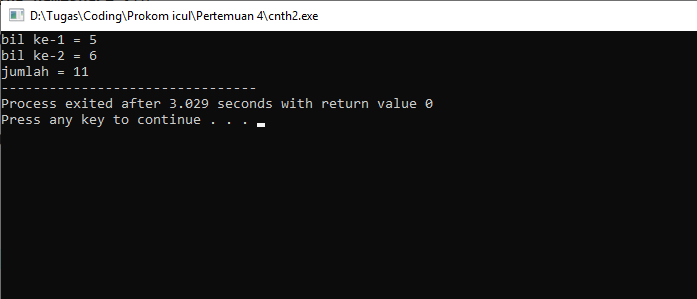 D:\Tugas\Coding\Prokom icul\Pertemuan 4\cnth2.exe
bil ke-1 = 5
bil ke-2 = 6
jumlah = 11
--------------------------------
Process exited after 3.029 seconds with return value 0
Press any key to continue . . .